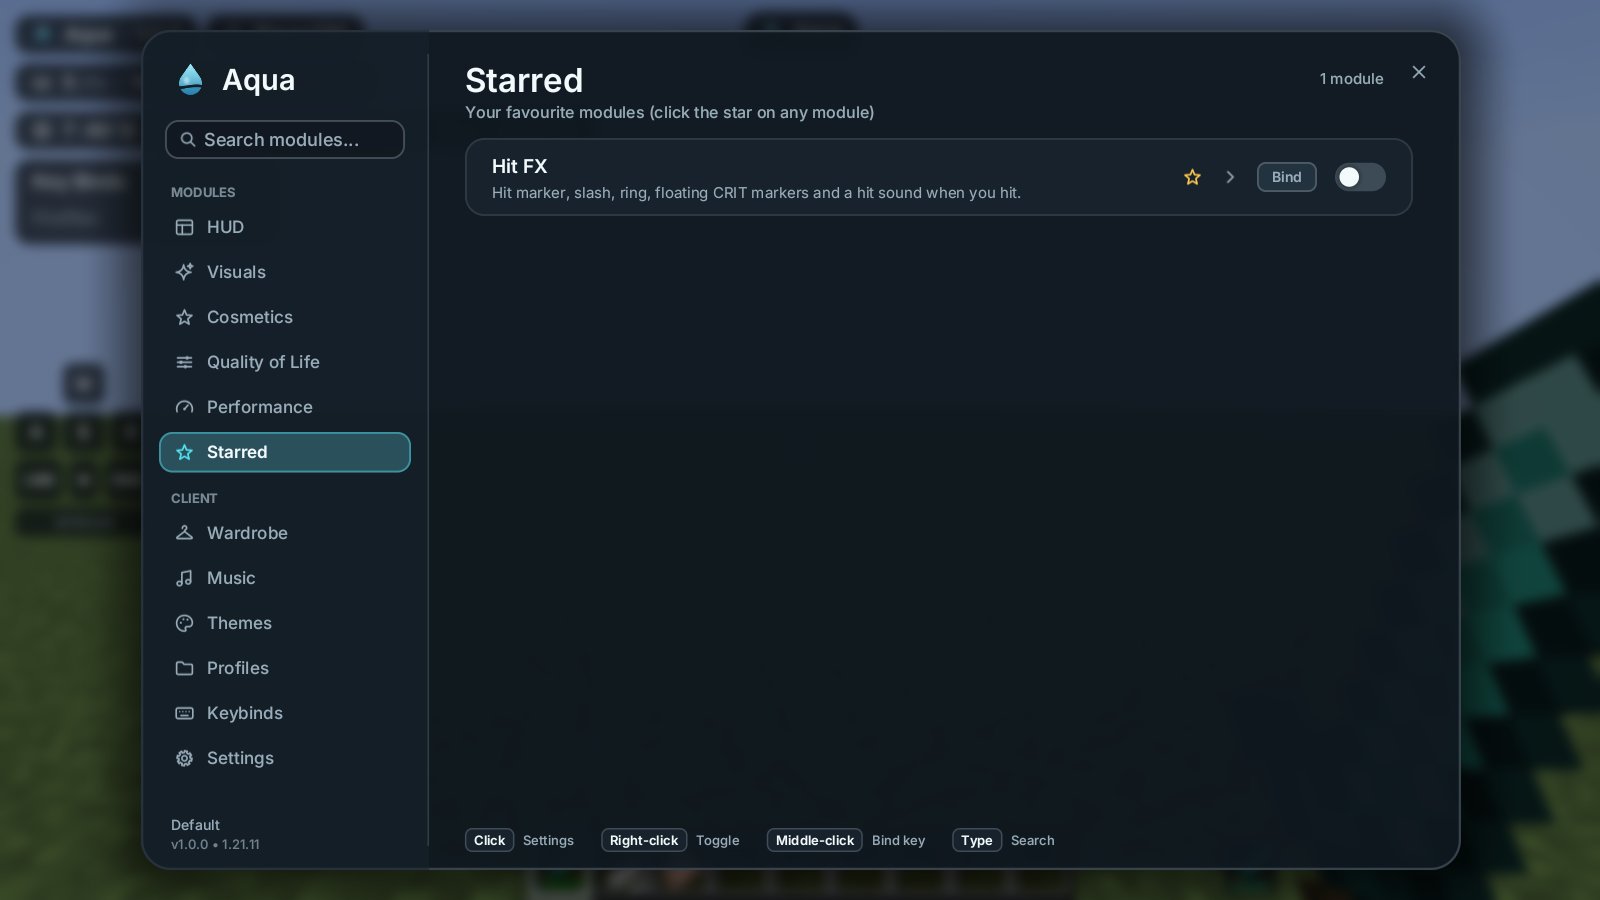 Aqua
Search modules...
MODULES
HUD
Visuals
Cosmetics
Quality of Life
Performance
Starred
CLIENT
Wardrobe
Music
Themes
Profiles
Keybinds
Settings
Default
v1.0.0 • 1.21.11
Starred
1 module
Your favourite modules (click the star on any module)
Hit FX
Hit marker, slash, ring, floating CRIT markers and a hit sound when you hit.
Bind
Click Settings Right-click Toggle Middle-click Bind key Type Search